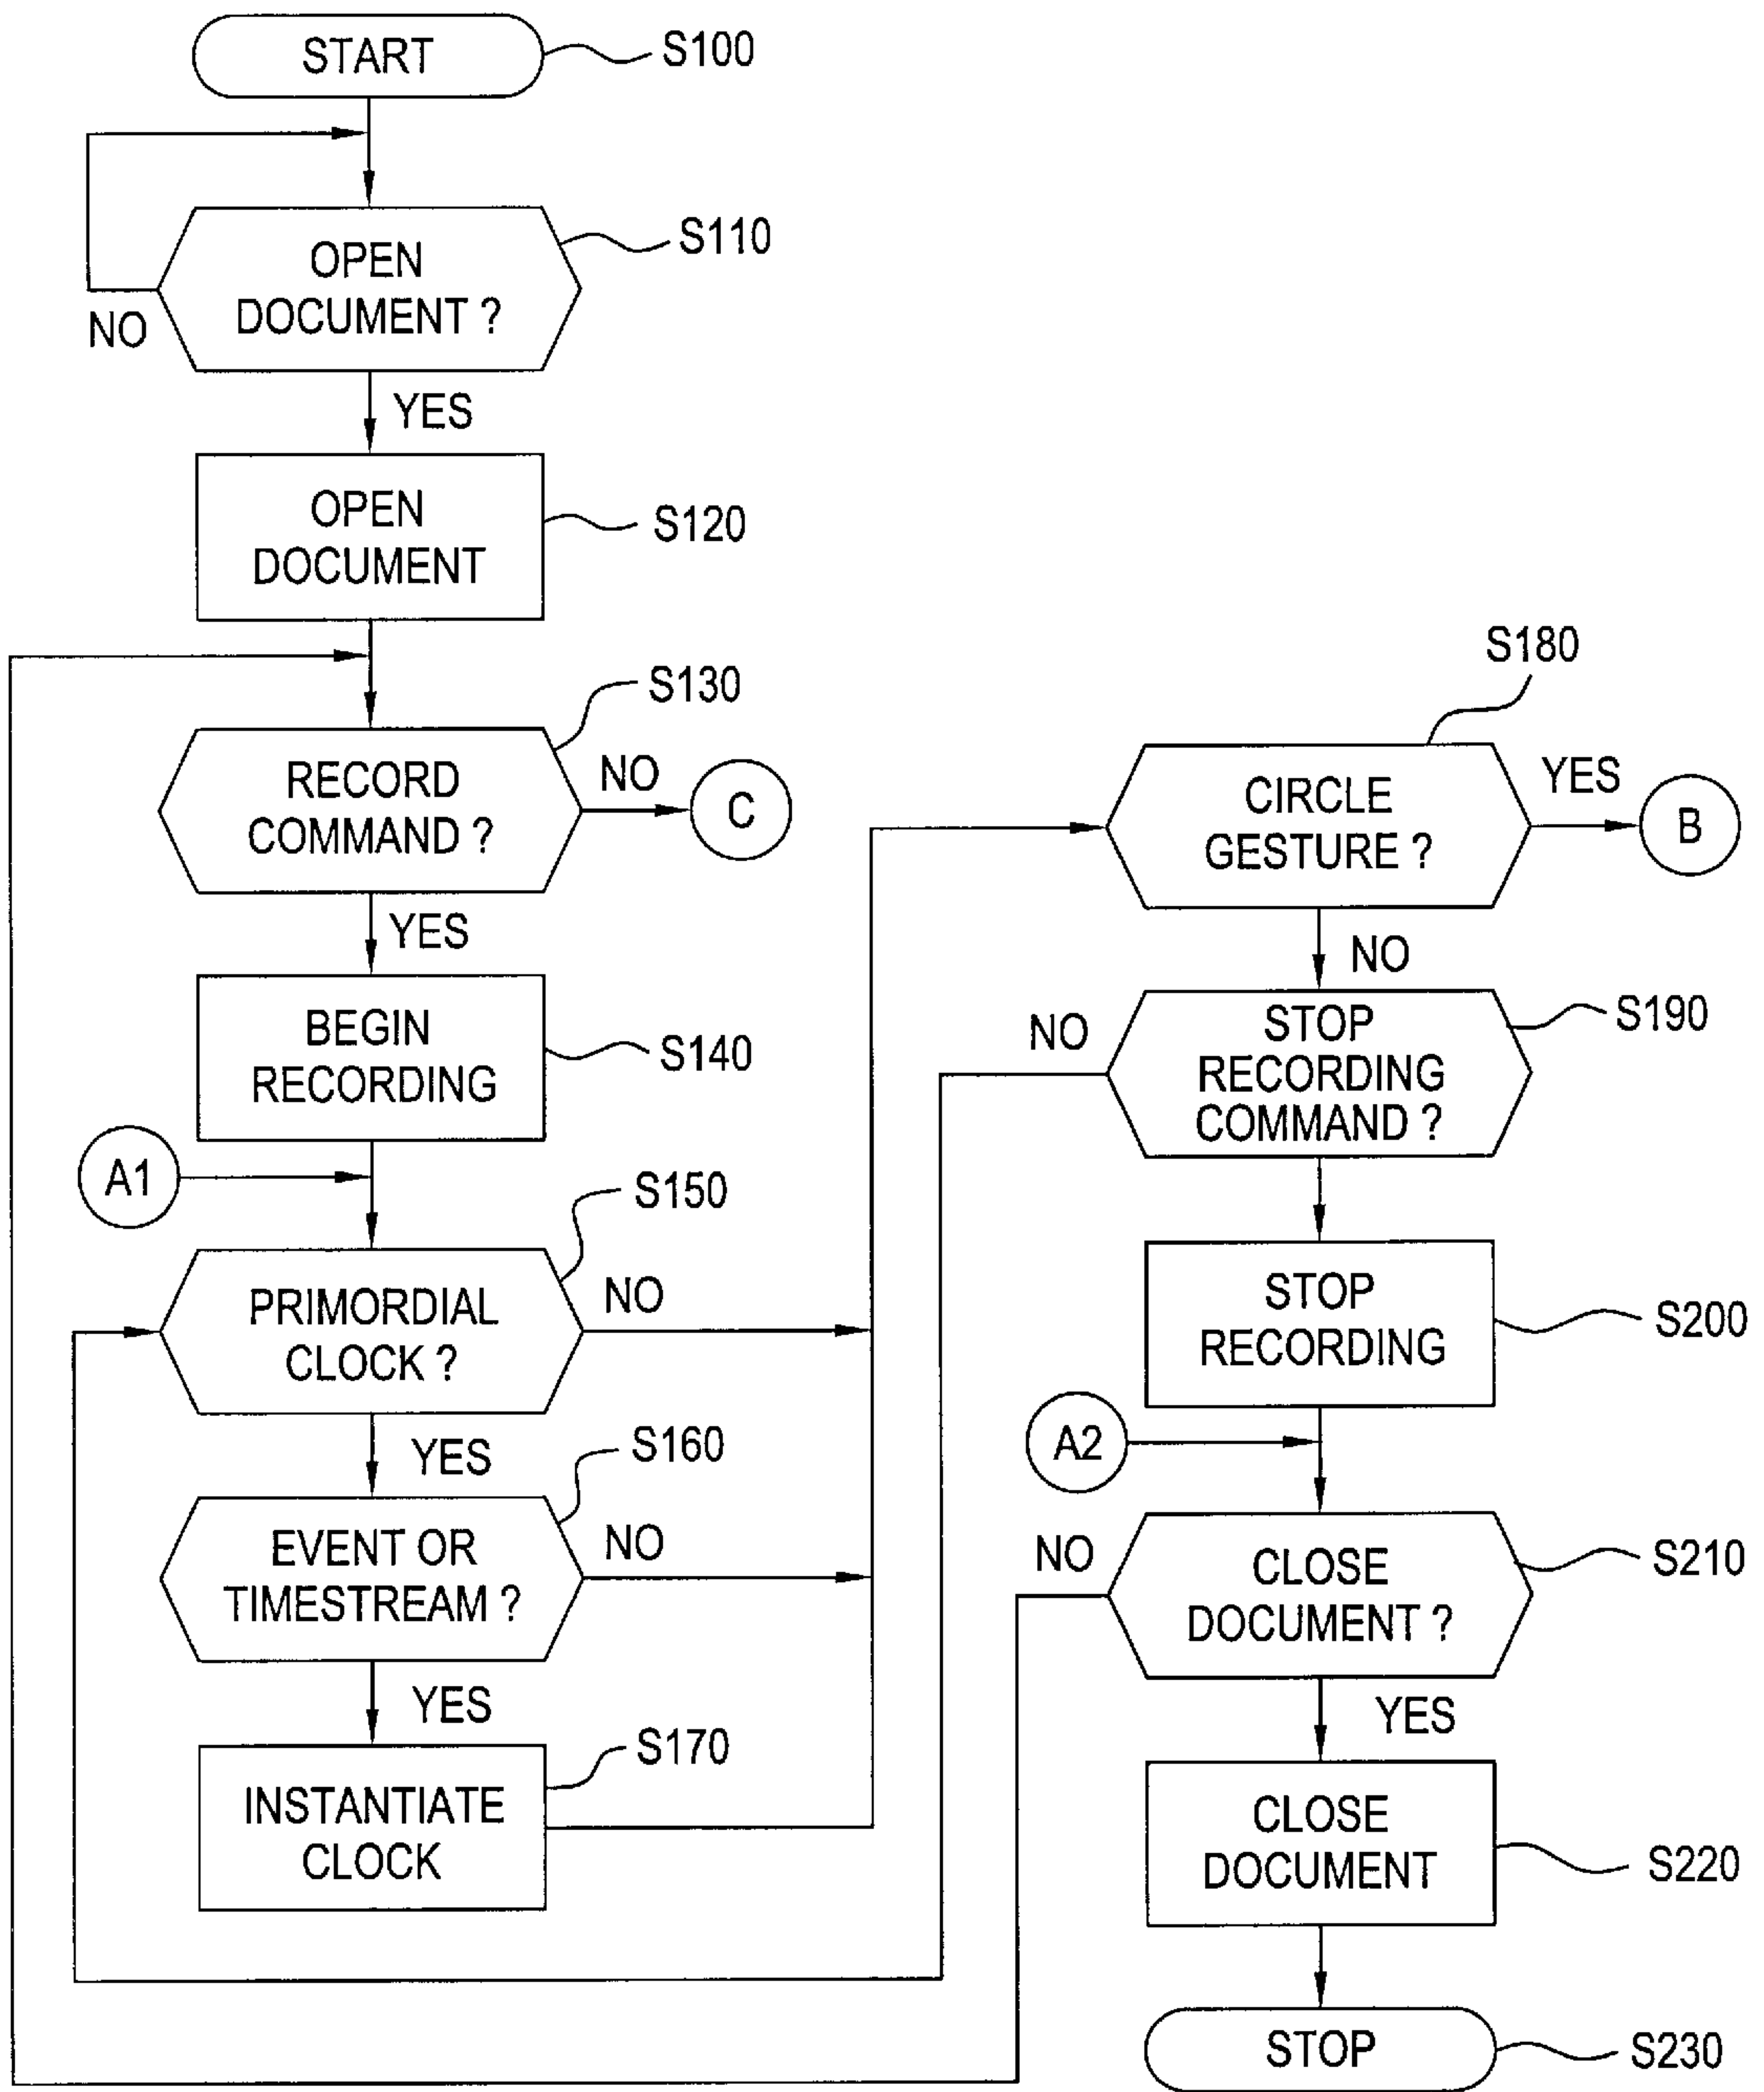 START
S100
OPEN
DOCUMENT ?
S110
NO
YES
OPEN
DOCUMENT
S120
RECORD
COMMAND ?
S130
NO
C
YES
BEGIN
RECORDING
S140
A1
PRIMORDIAL
CLOCK ?
S150
NO
YES
EVENT OR
TIMESTREAM ?
S160
NO
YES
INSTANTIATE
CLOCK
S170
S180
CIRCLE
GESTURE ?
YES
B
NO
STOP
RECORDING
COMMAND ?
S190
NO
STOP
RECORDING
S200
A2
CLOSE
DOCUMENT ?
S210
NO
YES
CLOSE
DOCUMENT
S220
STOP
S230